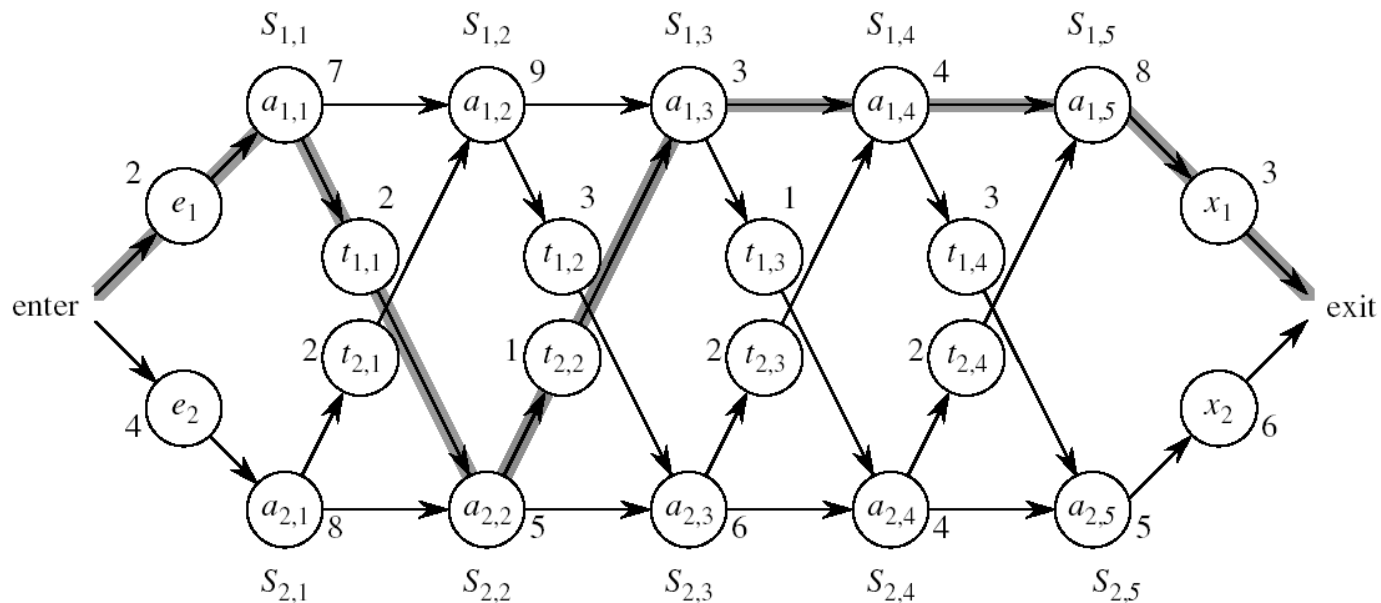 S1,1 S1,2 S1,3 S1,4 S1,5
7 9 3 4 8
a1,1 a1,2 a1,3 a1,4 a1,5
2 3
e1 x1
2 3 1 3
t1,1 t1,2 t1,3 t1,4
enter exit
2 t2,1 1 t2,2 2 t2,3 2 t2,4
e2 x2
4 6
a2,1 a2,2 a2,3 a2,4 a2,5
8 5 6 4 5
S2,1 S2,2 S2,3 S2,4 S2,5